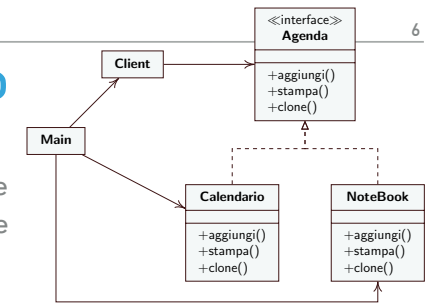 6
≪interface≫
Agenda
+aggiungi()
+stampa()
+clone()
Client
Main
Calendario
+aggiungi()
+stampa()
+clone()
NoteBook
+aggiungi()
+stampa()
+clone()